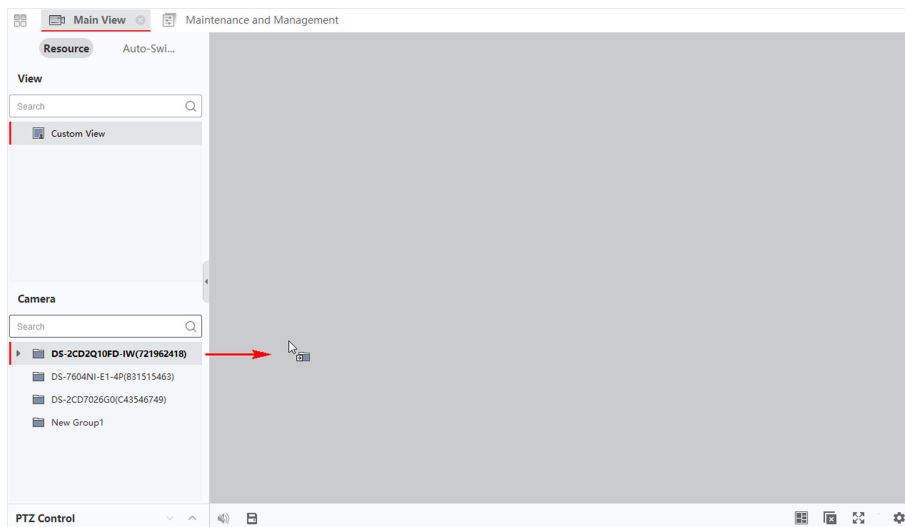 Main View Maintenance and Management
Resource Auto-Swi...
View
Search
Custom View
Camera
Search
DS-2CD2Q10FD-IW(721962418)
DS-7604NI-E1-4P(831515463)
DS-2CD7026G0(C43546749)
New Group1
PTZ Control